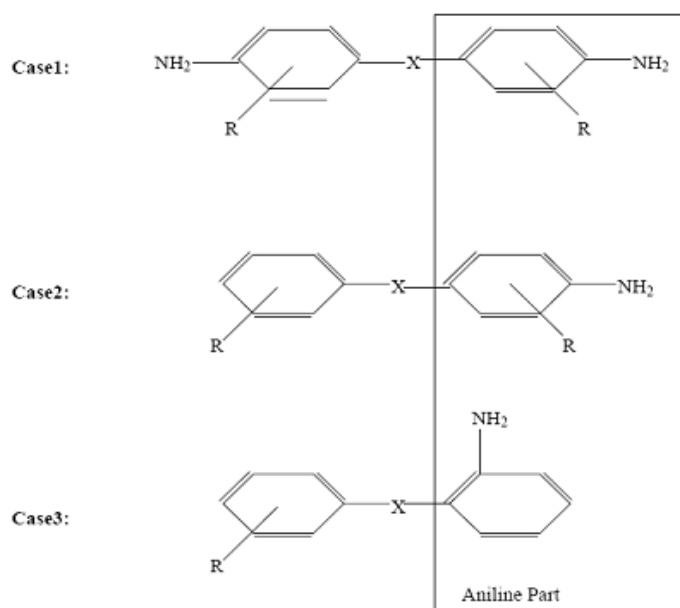 Case1: NH₂ X NH₂
R R
Case2: X NH₂
R R
NH₂
Case3: X
R
Aniline Part